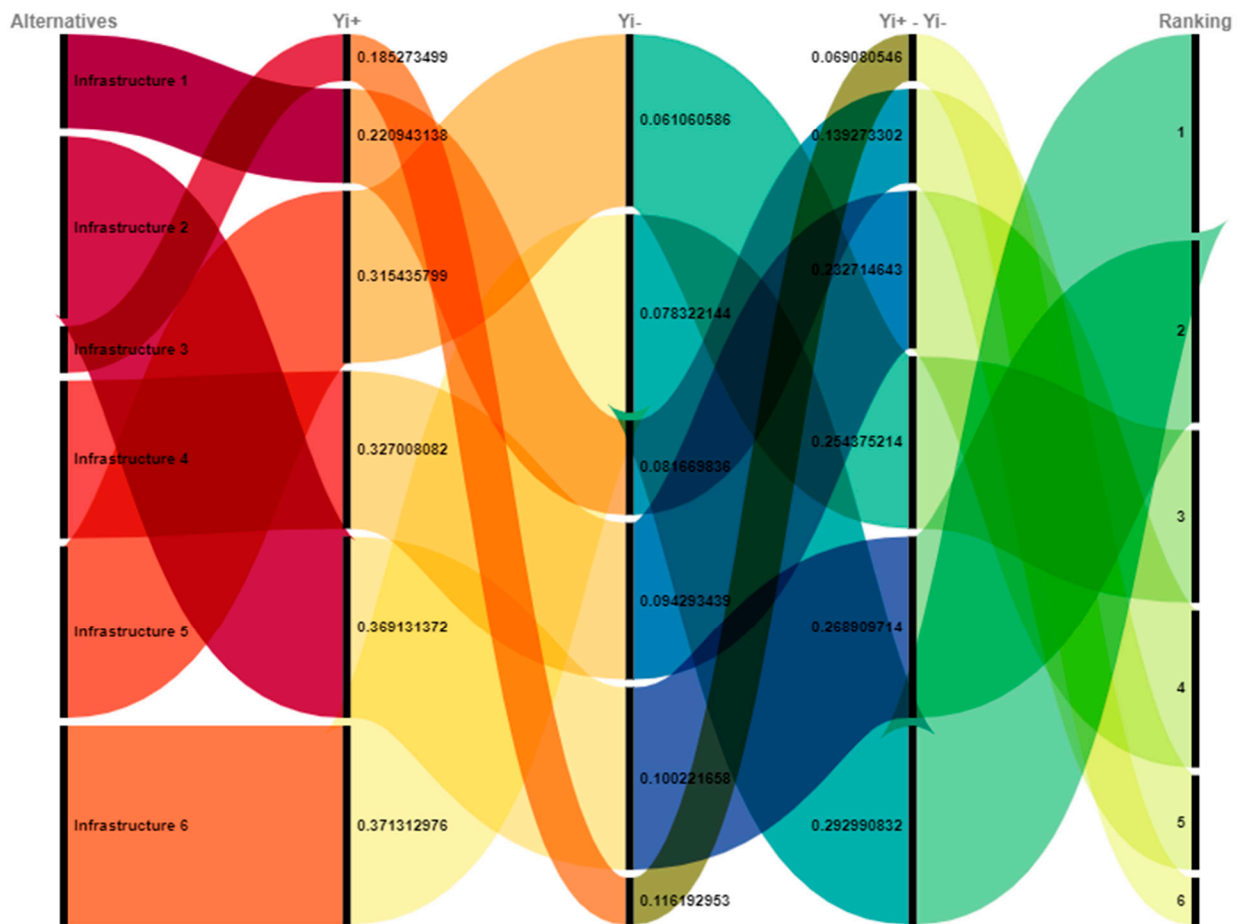 Alternatives
Yi+
Yi-
Yi+ - Yi-
Ranking
Infrastructure 1
Infrastructure 2
Infrastructure 3
Infrastructure 4
Infrastructure 5
Infrastructure 6
0.185273499
0.220943138
0.315435799
0.327008082
0.369131372
0.371312976
0.061060586
0.078322144
0.081669836
0.094293439
0.100221658
0.116192953
0.069080546
0.139273302
0.232714643
0.254375214
0.268909714
0.292990832
1
2
3
4
5
6